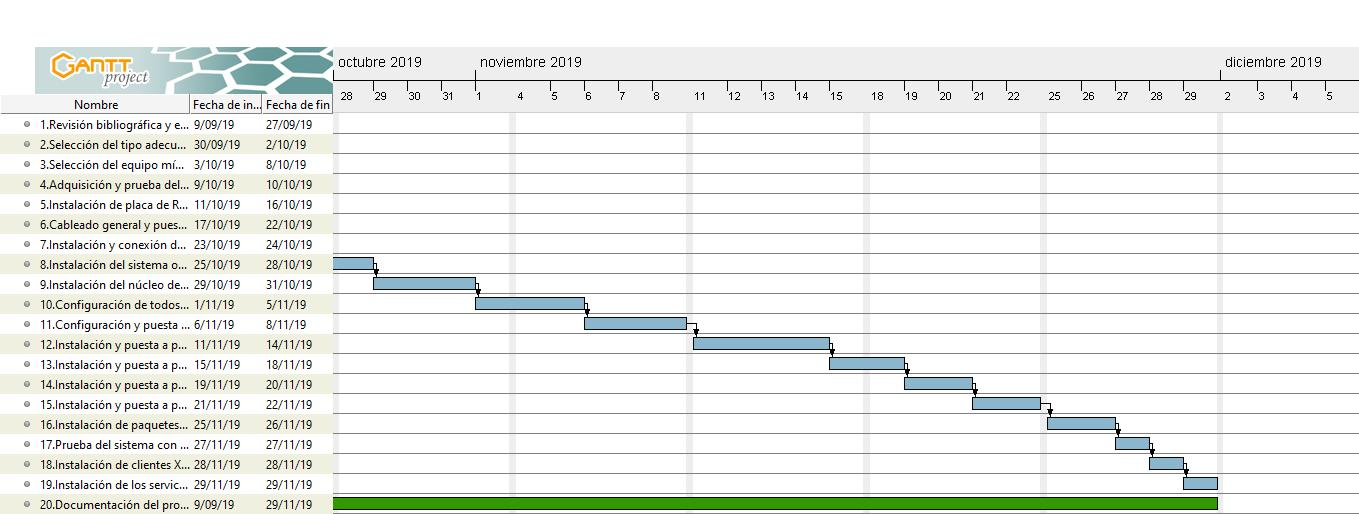 GANTT project
octubre 2019 noviembre 2019 diciembre 2019
28 29 30 31 1 4 5 6 7 8 11 12 13 14 15 18 19 20 21 22 25 26 27 28 29 2 3 4 5
Nombre Fecha de in... Fecha de fin
1.Revisión bibliográfica y e... 9/09/19 27/09/19
2.Selección del tipo adecu... 30/09/19 2/10/19
3.Selección del equipo mí... 3/10/19 8/10/19
4.Adquisición y prueba del... 9/10/19 10/10/19
5.Instalación de placa de R... 11/10/19 16/10/19
6.Cableado general y pues... 17/10/19 22/10/19
7.Instalación y conexión d... 23/10/19 24/10/19
8.Instalación del sistema o... 25/10/19 28/10/19
9.Instalación del núcleo de... 29/10/19 31/10/19
10.Configuración de todos... 1/11/19 5/11/19
11.Configuración y puesta ... 6/11/19 8/11/19
12.Instalación y puesta a p... 11/11/19 14/11/19
13.Instalación y puesta a p... 15/11/19 18/11/19
14.Instalación y puesta a p... 19/11/19 20/11/19
15.Instalación y puesta a p... 21/11/19 22/11/19
16.Instalación de paquetes... 25/11/19 26/11/19
17.Prueba del sistema con ... 27/11/19 27/11/19
18.Instalación de clientes X... 28/11/19 28/11/19
19.Instalación de los servic... 29/11/19 29/11/19
20.Documentación del pro... 9/09/19 29/11/19